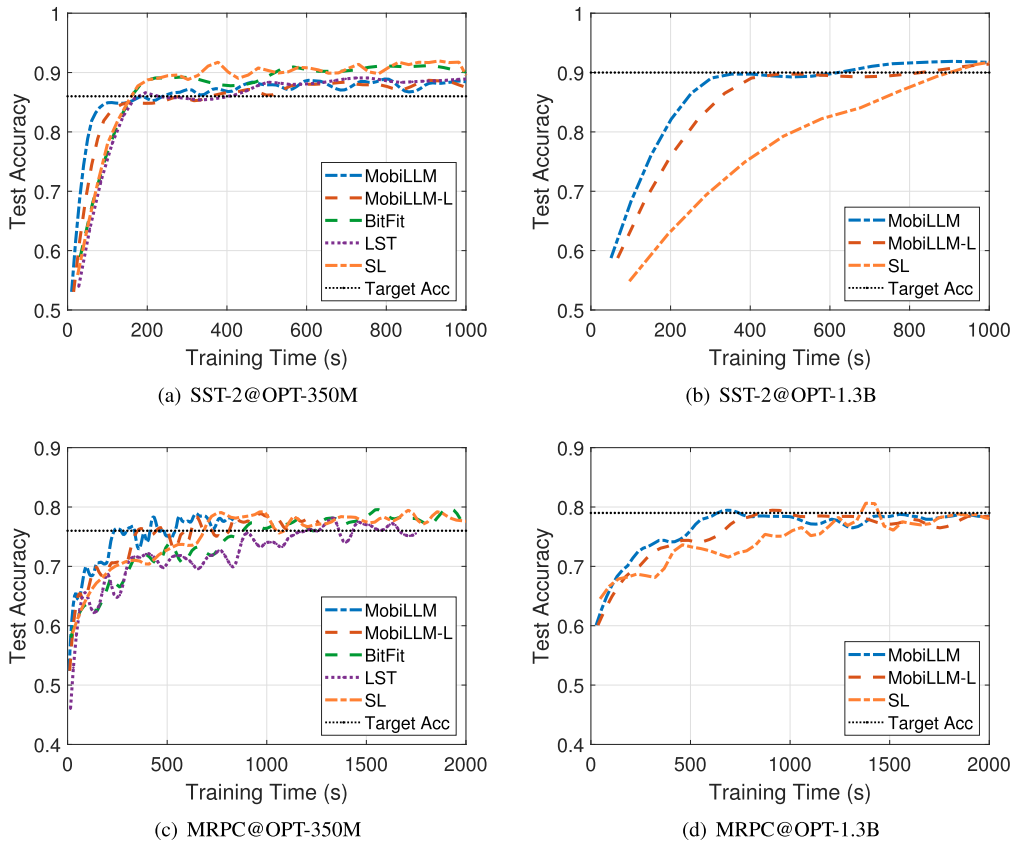 1
0.9
0.8
0.7
0.6
0.5
Test Accuracy
MobiLLM
MobiLLM-L
BitFit
LST
SL
Target Acc
0 200 400 600 800 1000
Training Time (s)
(a) SST-2@OPT-350M
1
0.9
0.8
0.7
0.6
0.5
Test Accuracy
MobiLLM
MobiLLM-L
SL
Target Acc
0 200 400 600 800 1000
Training Time (s)
(b) SST-2@OPT-1.3B
0.9
0.8
0.7
0.6
0.5
0.4
Test Accuracy
MobiLLM
MobiLLM-L
BitFit
LST
SL
Target Acc
0 500 1000 1500 2000
Training Time (s)
(c) MRPC@OPT-350M
0.9
0.8
0.7
0.6
0.5
0.4
Test Accuracy
MobiLLM
MobiLLM-L
SL
Target Acc
0 500 1000 1500 2000
Training Time (s)
(d) MRPC@OPT-1.3B